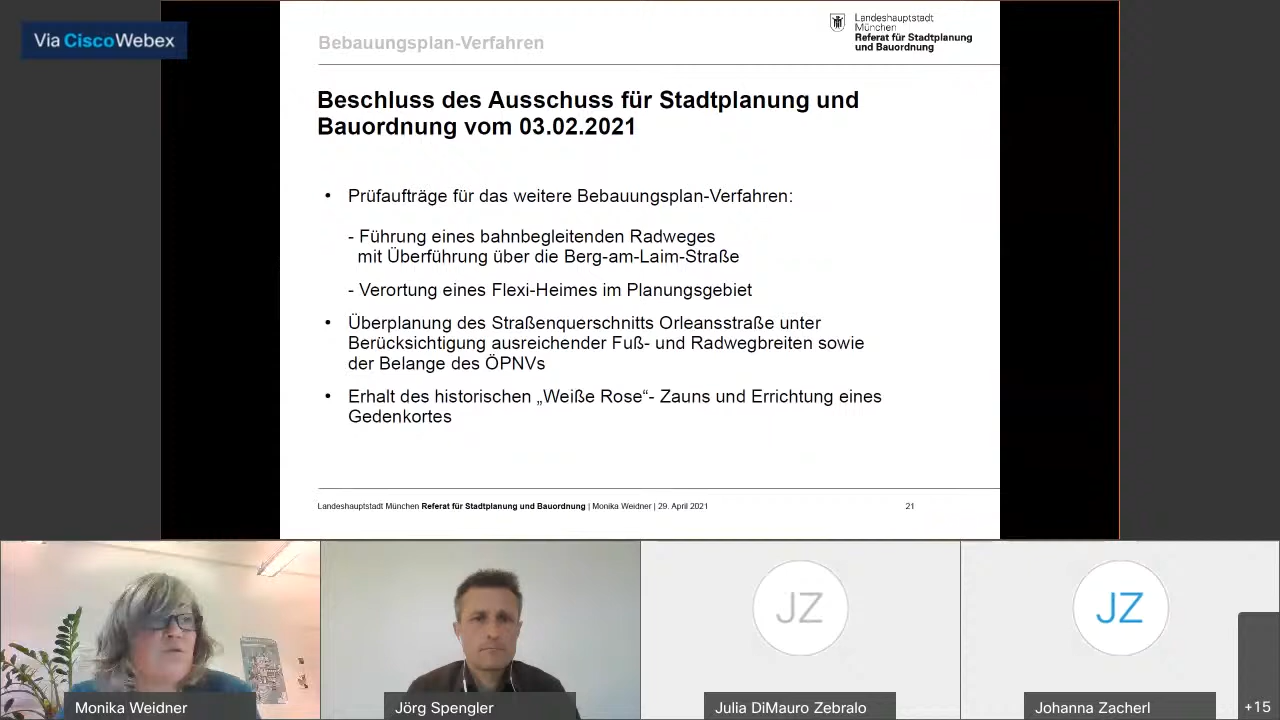 Via CiscoWebex
Bebauungsplan-Verfahren
Landeshauptstadt
München
Referat für Stadtplanung
und Bauordnung
Beschluss des Ausschuss für Stadtplanung und
Bauordnung vom 03.02.2021
• Prüfaufträge für das weitere Bebauungsplan-Verfahren:
- Führung eines bahnbegleitenden Radweges
mit Überführung über die Berg-am-Laim-Straße
- Verortung eines Flexi-Heimes im Planungsgebiet
• Überplanung des Straßenquerschnitts Orleansstraße unter
Berücksichtigung ausreichender Fuß- und Radwegbreiten sowie
der Belange des ÖPNVs
• Erhalt des historischen „Weiße Rose“- Zauns und Errichtung eines
Gedenkortes
Landeshauptstadt München Referat für Stadtplanung und Bauordnung | Monika Weidner | 29. April 2021
21
JZ
JZ
Monika Weidner
Jörg Spengler
Julia DiMauro Zebralo
Johanna Zacherl
+15